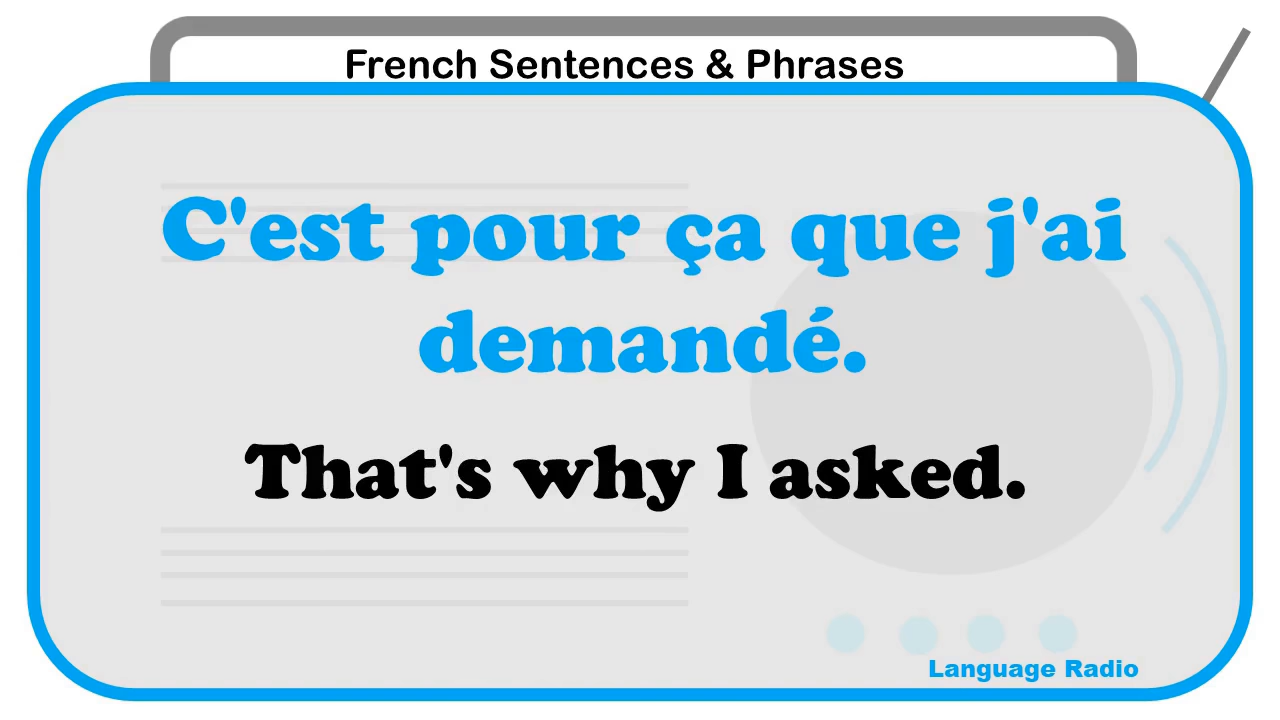 French Sentences & Phrases
C'est pour ça que j'ai
demandé.
That's why I asked.
Language Radio